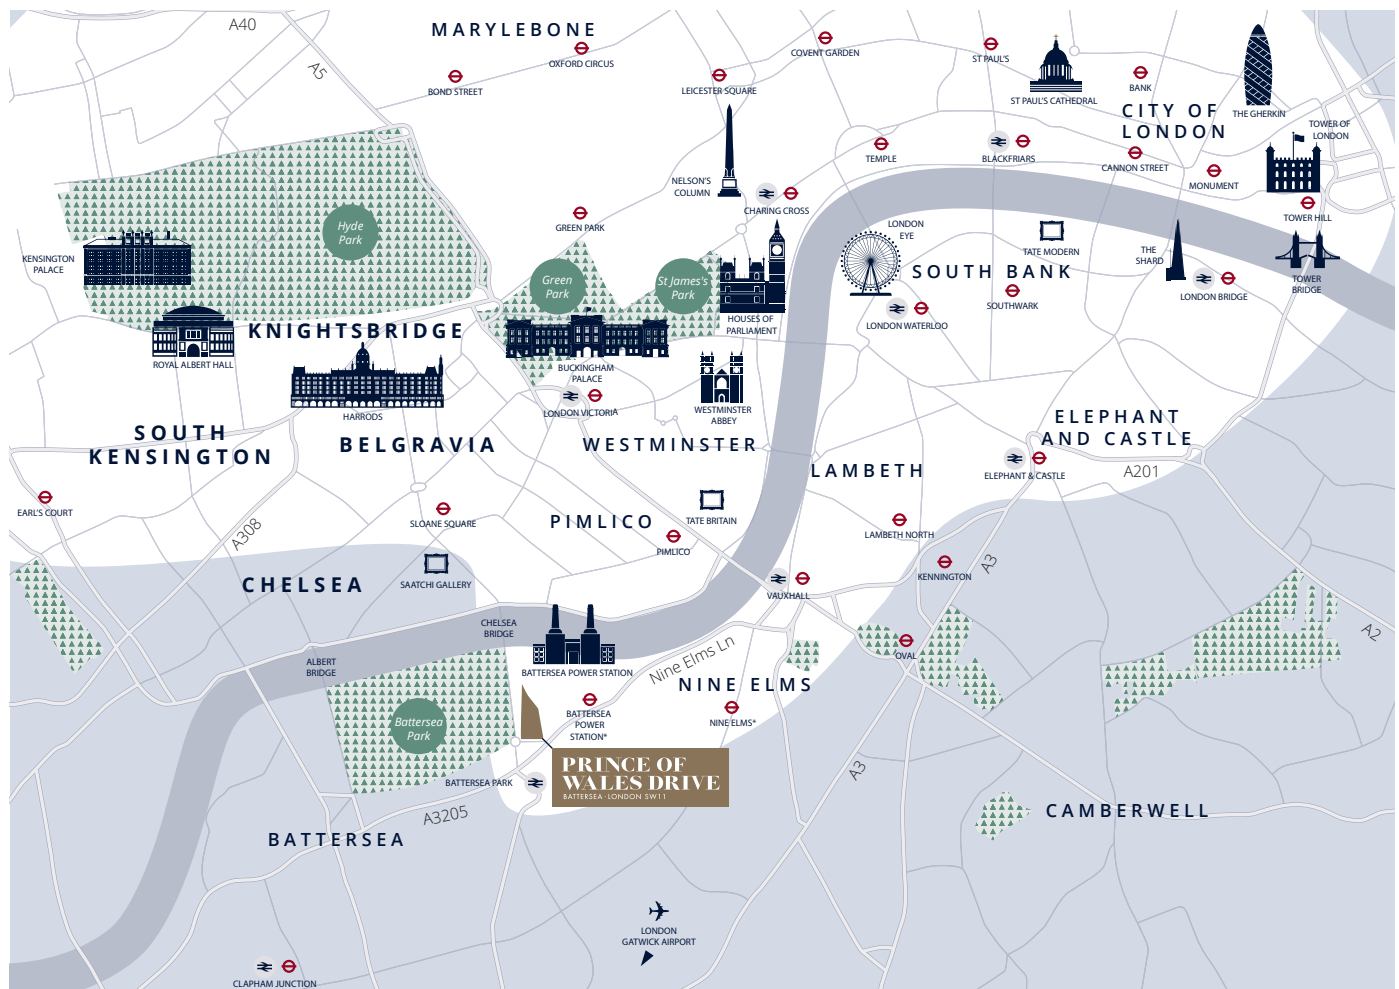 A40
MARYLEBONE
OXFORD CIRCUS
COVENT GARDEN
ST PAUL'S
A5
BOND STREET
LEICESTER SQUARE
BANK
ST PAUL'S CATHEDRAL
THE GHERKIN
CITY OF
LONDON
TOWER OF
LONDON
TEMPLE
BLACKFRIARS
CANNON STREET
MONUMENT
NELSON'S
COLUMN
CHARING CROSS
TOWER HILL
Hyde
Park
GREEN PARK
LONDON
EYE
TATE MODERN
THE
SHARD
KENSINGTON
PALACE
Green
Park
St James's
Park
SOUTH BANK
TOWER
BRIDGE
LONDON BRIDGE
SOUTHWARK
HOUSES OF
PARLIAMENT
LONDON WATERLOO
KNIGHTSBRIDGE
ROYAL ALBERT HALL
BUCKINGHAM
PALACE
HARRODS
LONDON VICTORIA
WESTMINSTER
ABBEY
SOUTH
KENSINGTON
BELGRAVIA
WESTMINSTER
ELEPHANT
AND CASTLE
LAMBETH
ELEPHANT & CASTLE
A201
EARL'S COURT
A308
SLOANE SQUARE
PIMLICO
TATE BRITAIN
PIMLICO
LAMBETH NORTH
CHELSEA
SAATCHI GALLERY
VAUXHALL
KENNINGTON
A3
CHELSEA
BRIDGE
A2
ALBERT
BRIDGE
BATTERSEA POWER STATION
Nine Elms Ln
OVAL
NINE ELMS
Battersea
Park
BATTERSEA
POWER
STATION*
NINE ELMS*
BATTERSEA PARK
PRINCE OF
WALES DRIVE
BATTERSEA · LONDON SW11
A3
A3205
BATTERSEA
CAMBERWELL
LONDON
GATWICK AIRPORT
CLAPHAM JUNCTION